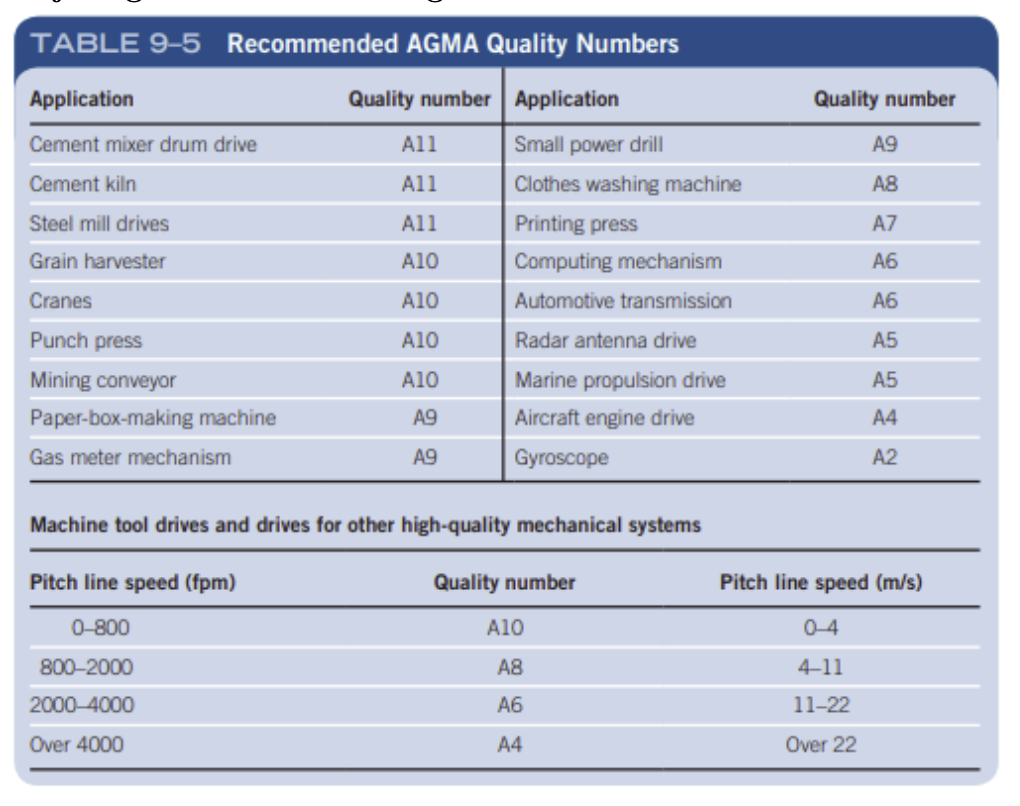 TABLE 9–5 Recommended AGMA Quality Numbers
Application Quality number Application Quality number
Cement mixer drum drive A11 Small power drill A9
Cement kiln A11 Clothes washing machine A8
Steel mill drives A11 Printing press A7
Grain harvester A10 Computing mechanism A6
Cranes A10 Automotive transmission A6
Punch press A10 Radar antenna drive A5
Mining conveyor A10 Marine propulsion drive A5
Paper-box-making machine A9 Aircraft engine drive A4
Gas meter mechanism A9 Gyroscope A2
Machine tool drives and drives for other high-quality mechanical systems
Pitch line speed (fpm) Quality number Pitch line speed (m/s)
0–800 A10 0–4
800–2000 A8 4–11
2000–4000 A6 11–22
Over 4000 A4 Over 22